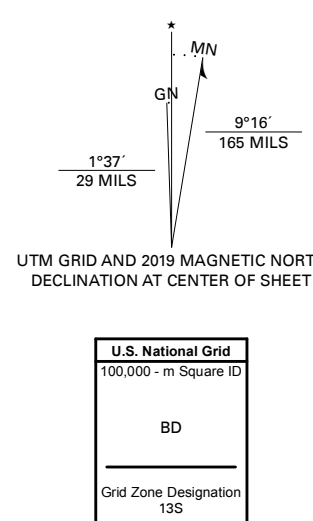 ★
MN
GN
9°16´
165 MILS
1°37´
29 MILS
UTM GRID AND 2019 MAGNETIC NORT
DECLINATION AT CENTER OF SHEET
U.S. National Grid
100,000 - m Square ID
BD
Grid Zone Designation
13S